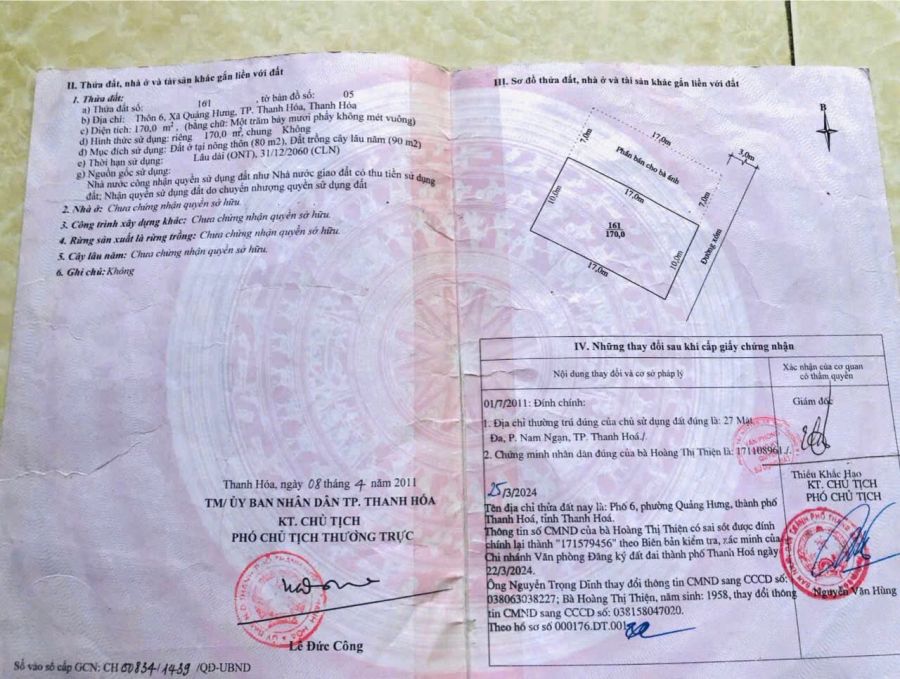 II. Thửa đất, nhà ở và tài sản khác gắn liền với đất
1. Thửa đất:
a) Thửa đất số: 161 , tờ bản đồ số: 05
b) Địa chỉ: Thôn 6, Xã Quảng Hưng, TP. Thanh Hóa, Thanh Hóa
c) Diện tích: 170,0 m², (bằng chữ: Một trăm bảy mươi phẩy không mét vuông)
d) Hình thức sử dụng: riêng 170,0 m², chung Không
đ) Mục đích sử dụng: Đất ở tại nông thôn (80 m2), Đất trồng cây lâu năm (90 m2)
e) Thời hạn sử dụng: Lâu dài (ONT), 31/12/2060 (CLN)
g) Nguồn gốc sử dụng:
Nhà nước công nhận quyền sử dụng đất như Nhà nước giao đất có thu tiền sử dụng
đất; Nhận quyền sử dụng đất do chuyển nhượng quyền sử dụng đất
2. Nhà ở: Chưa chứng nhận quyền sở hữu.
3. Công trình xây dựng khác: Chưa chứng nhận quyền sở hữu.
4. Rừng sản xuất là rừng trồng: Chưa chứng nhận quyền sở hữu.
5. Cây lâu năm: Chưa chứng nhận quyền sở hữu.
6. Ghi chú: Không
Thanh Hóa, ngày 08 tháng 4 năm 2011
TM/ ỦY BAN NHÂN DÂN TP. THANH HÓA
KT. CHỦ TỊCH
PHÓ CHỦ TỊCH THƯỜNG TRỰC
Lê Đức Công
Số vào sổ cấp GCN: CH 00834/1439 /QĐ-UBND
III. Sơ đồ thửa đất, nhà ở và tài sản khác gắn liền với đất
B
17,0m
7,0m
3,0m
Phần bán cho bà ánh
17,0m
7,0m
10,0m
161
170,0
10,0m
17,0m
Đường xóm
IV. Những thay đổi sau khi cấp giấy chứng nhận
Nội dung thay đổi và cơ sở pháp lý
Xác nhận của cơ quan
có thẩm quyền
01/7/2011: Đính chính:
1. Địa chỉ thường trú đúng của chủ sử dụng đất đúng là: 27 Mật
Đa, P. Nam Ngạn, TP. Thanh Hoá./.
2. Chứng minh nhân dân đúng của bà Hoàng Thị Thiện là: 171108961./.
Giám đốc
Thiều Khắc Hạo
25/3/2024
Tên địa chỉ thửa đất nay là: Phố 6, phường Quảng Hưng, thành phố
Thanh Hoá, tỉnh Thanh Hoá.
Thông tin số CMND của bà Hoàng Thị Thiện có sai sót được đính
chính lại thành "171579456" theo Biên bản kiểm tra, xác minh của
Chi nhánh Văn phòng Đăng ký đất đai thành phố Thanh Hoá ngày
22/3/2024.
Ông Nguyễn Trọng Dĩnh thay đổi thông tin CMND sang CCCD số:
038063038227; Bà Hoàng Thị Thiện, năm sinh: 1958, thay đổi thông
tin CMND sang CCCD số: 038158047020.
Theo hồ sơ số 000176.DT.001
KT. CHỦ TỊCH
PHÓ CHỦ TỊCH
Nguyễn Văn Hùng